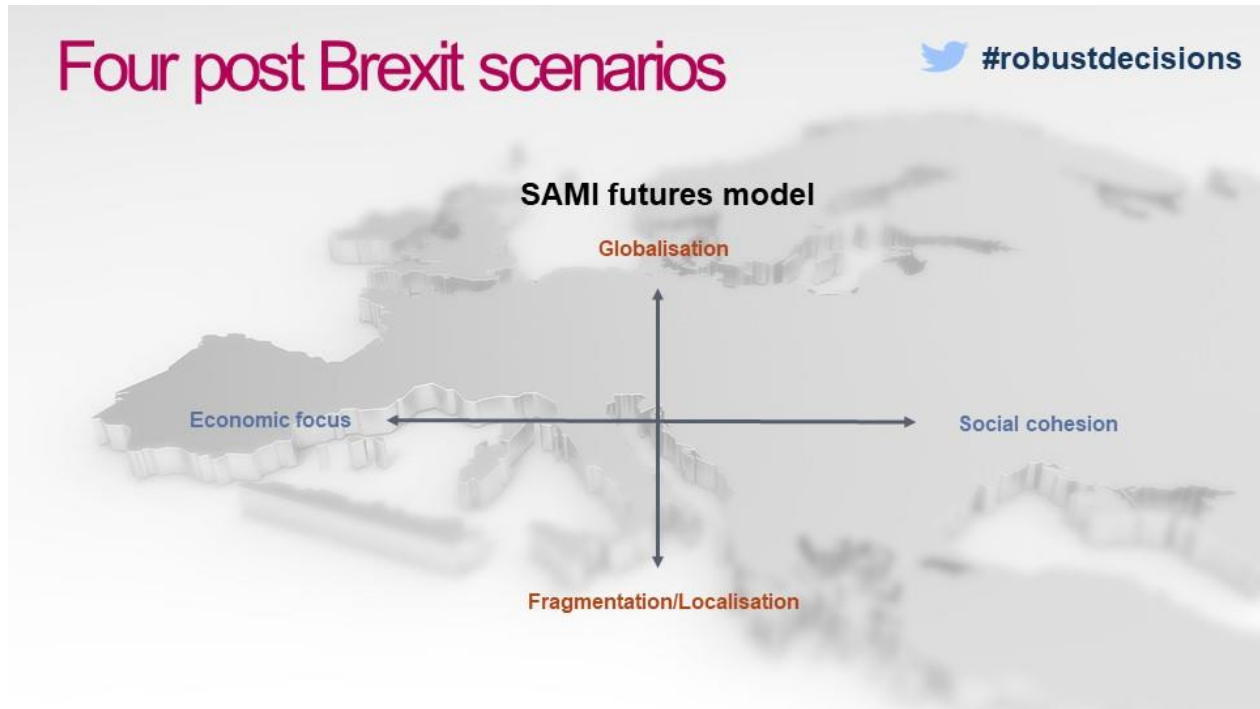 Four post Brexit scenarios
#robustdecisions
SAMI futures model
Globalisation
Economic focus
Social cohesion
Fragmentation/Localisation